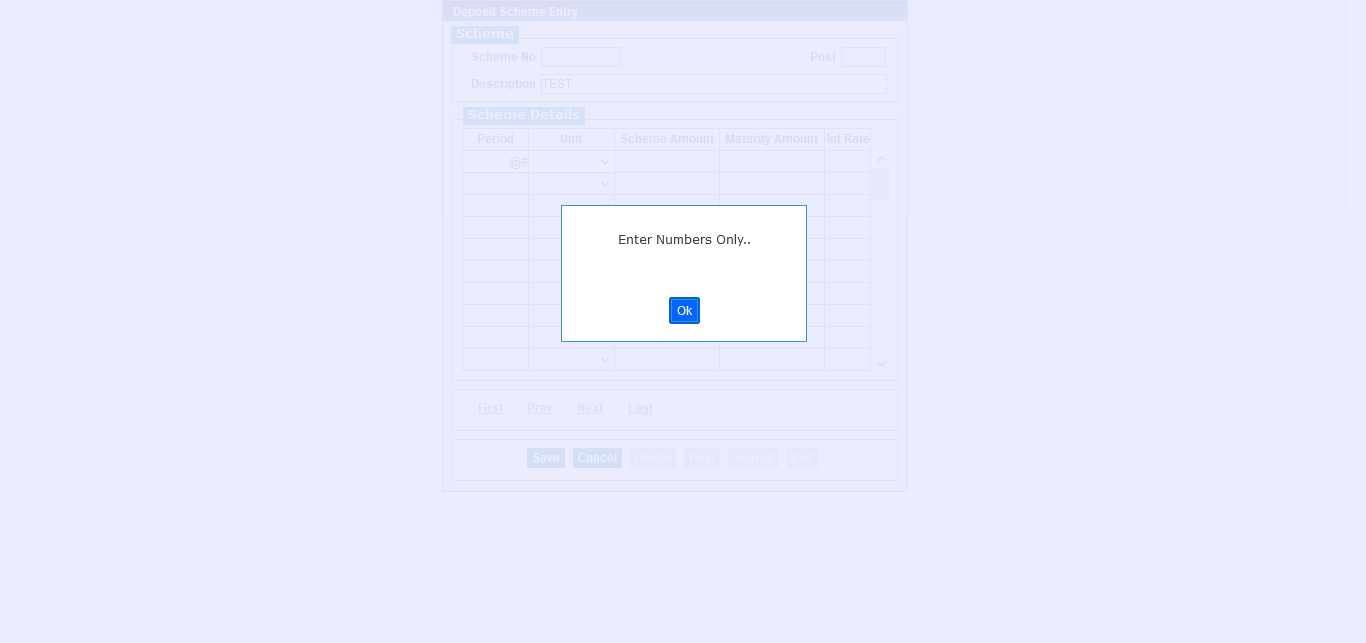 Deposit Scheme Entry
Scheme
Scheme No Post
Description TEST
Scheme Details
Period Unit Scheme Amount Maturity Amount Int Rate
@#
Enter Numbers Only..
Ok
First Prev Next Last
Save Cancel Delete Post Search Exit